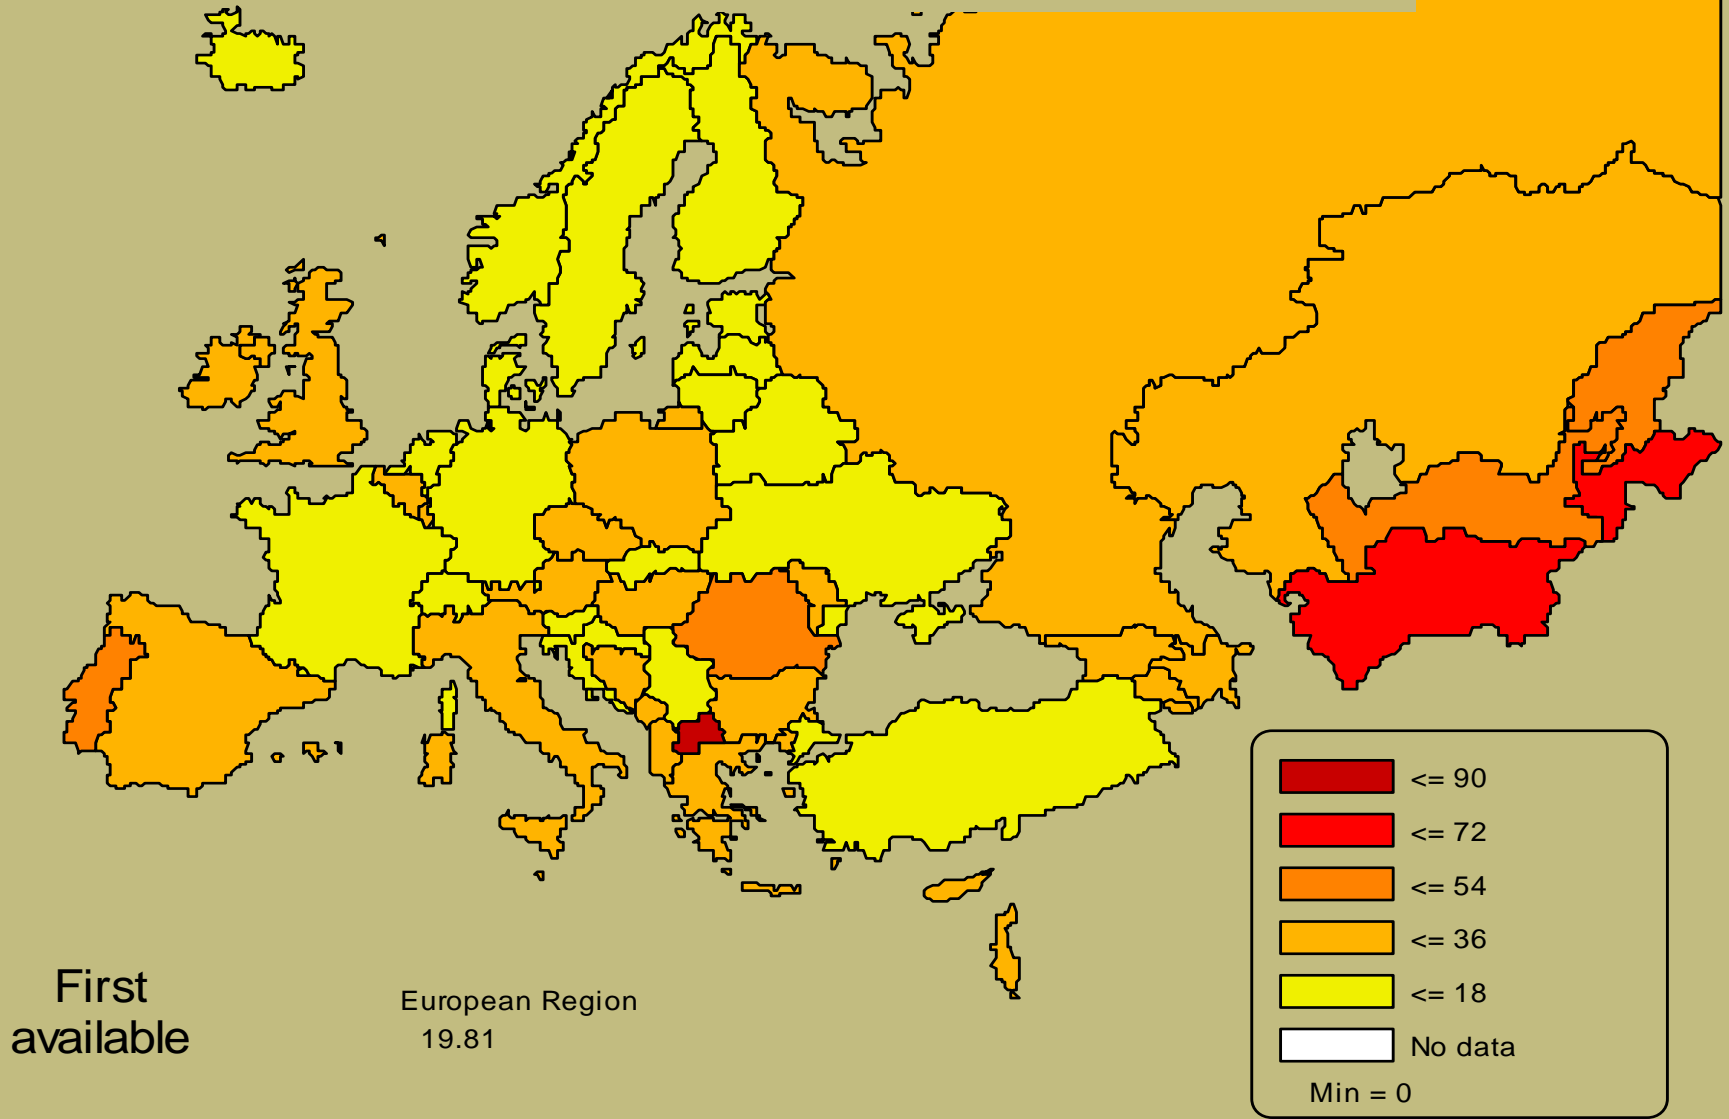 <= 90
<= 72
<= 54
<= 36
<= 18
No data
Min = 0
First
available
European Region
19.81